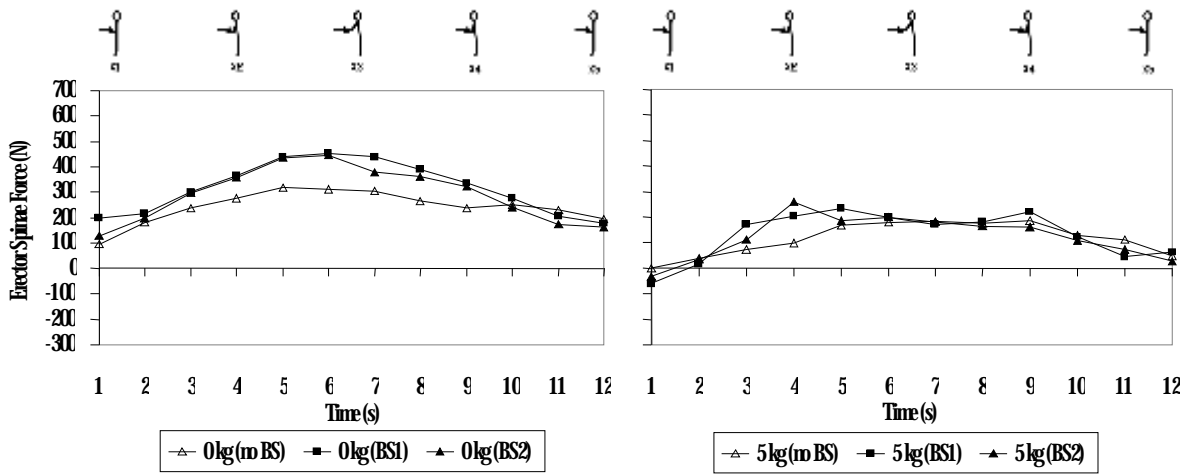 700
600
500
400
300
200
100
0
-100
-200
-300
Erector Spinae Force (N)
1 2 3 4 5 6 7 8 9 10 11 12
Time (s)
0kg (no BS) 0kg (BS1) 0kg (BS2)
1 2 3 4 5 6 7 8 9 10 11 12
Time (s)
5kg (no BS) 5kg (BS1) 5kg (BS2)